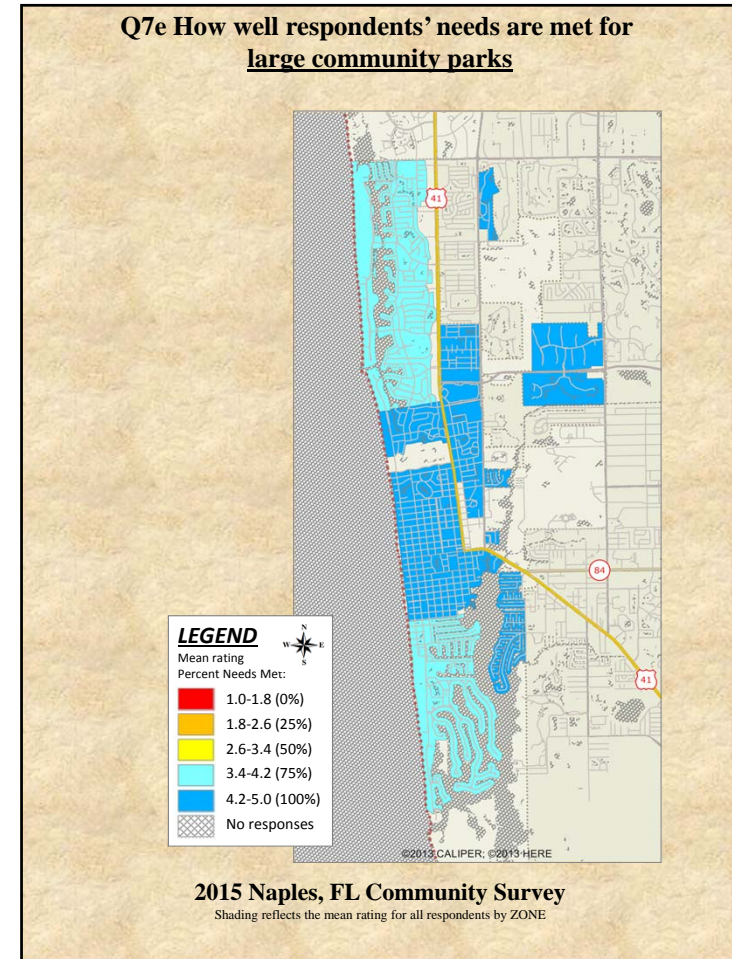 Q7e How well respondents’ needs are met for
large community parks
41
84
41
LEGEND
N
W E
S
Mean rating
Percent Needs Met:
1.0-1.8 (0%)
1.8-2.6 (25%)
2.6-3.4 (50%)
3.4-4.2 (75%)
4.2-5.0 (100%)
No responses
©2013 CALIPER; ©2013 HERE
2015 Naples, FL Community Survey
Shading reflects the mean rating for all respondents by ZONE